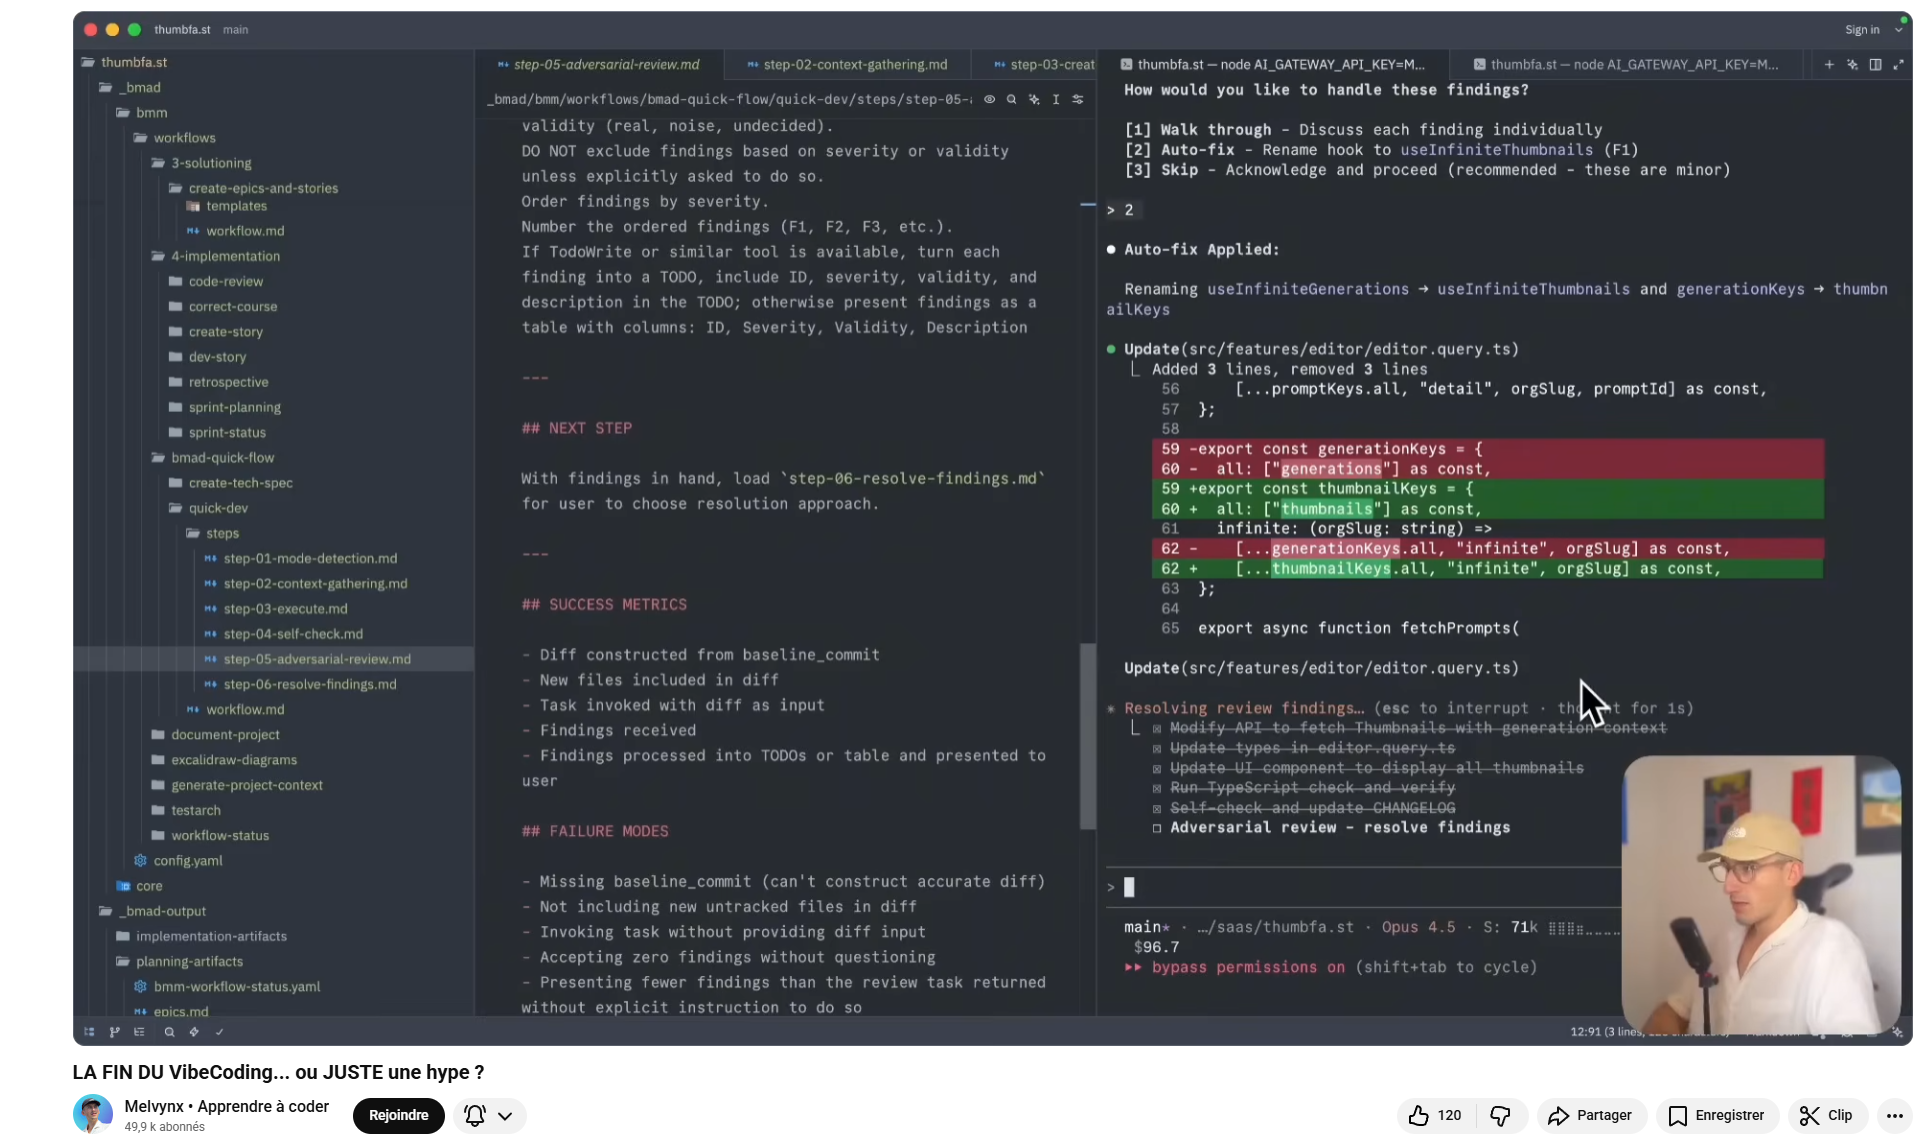 thumbfa.st main
Sign in
thumbfa.st
_bmad
bmm
workflows
3-solutioning
create-epics-and-stories
templates
workflow.md
4-implementation
code-review
correct-course
create-story
dev-story
retrospective
sprint-planning
sprint-status
bmad-quick-flow
create-tech-spec
quick-dev
steps
step-01-mode-detection.md
step-02-context-gathering.md
step-03-execute.md
step-04-self-check.md
step-05-adversarial-review.md
step-06-resolve-findings.md
workflow.md
document-project
excalidraw-diagrams
generate-project-context
testarch
workflow-status
config.yaml
core
_bmad-output
implementation-artifacts
planning-artifacts
bmm-workflow-status.yaml
epics.md
step-05-adversarial-review.md
step-02-context-gathering.md
step-03-creat
_bmad/bmm/workflows/bmad-quick-flow/quick-dev/steps/step-05-
validity (real, noise, undecided).
DO NOT exclude findings based on severity or validity
unless explicitly asked to do so.
Order findings by severity.
Number the ordered findings (F1, F2, F3, etc.).
If TodoWrite or similar tool is available, turn each
finding into a TODO, include ID, severity, validity, and
description in the TODO; otherwise present findings as a
table with columns: ID, Severity, Validity, Description
---
## NEXT STEP
With findings in hand, load `step-06-resolve-findings.md`
for user to choose resolution approach.
---
## SUCCESS METRICS
- Diff constructed from baseline_commit
- New files included in diff
- Task invoked with diff as input
- Findings received
- Findings processed into TODOs or table and presented to
user
## FAILURE MODES
- Missing baseline_commit (can't construct accurate diff)
- Not including new untracked files in diff
- Invoking task without providing diff input
- Accepting zero findings without questioning
- Presenting fewer findings than the review task returned
without explicit instruction to do so
thumbfa.st — node AI_GATEWAY_API_KEY=M...
thumbfa.st — node AI_GATEWAY_API_KEY=M...
How would you like to handle these findings?
[1] Walk through - Discuss each finding individually
[2] Auto-fix - Rename hook to useInfiniteThumbnails (F1)
[3] Skip - Acknowledge and proceed (recommended - these are minor)
> 2
● Auto-fix Applied:
Renaming useInfiniteGenerations → useInfiniteThumbnails and generationKeys → thumbn
ailKeys
● Update(src/features/editor/editor.query.ts)
Added 3 lines, removed 3 lines
56 [...promptKeys.all, "detail", orgSlug, promptId] as const,
57 };
58
59 -export const generationKeys = {
60 - all: ["generations"] as const,
59 +export const thumbnailKeys = {
60 + all: ["thumbnails"] as const,
61 infinite: (orgSlug: string) =>
62 - [...generationKeys.all, "infinite", orgSlug] as const,
62 + [...thumbnailKeys.all, "infinite", orgSlug] as const,
63 };
64
65 export async function fetchPrompts(
Update(src/features/editor/editor.query.ts)
Resolving review findings… (esc to interrupt · tho t for 1s)
Modify API to fetch Thumbnails with generation context
Update types in editor.query.ts
Update UI component to display all thumbnails
Run TypeScript check and verify
Self-check and update CHANGELOG
Adversarial review - resolve findings
>
main* · …/saas/thumbfa.st · Opus 4.5 · S: 71k
$96.7
bypass permissions on (shift+tab to cycle)
12:91 (3 lines,
LA FIN DU VibeCoding... ou JUSTE une hype ?
Melvynx • Apprendre à coder
49,9 k abonnés
Rejoindre
120
Partager
Enregistrer
Clip